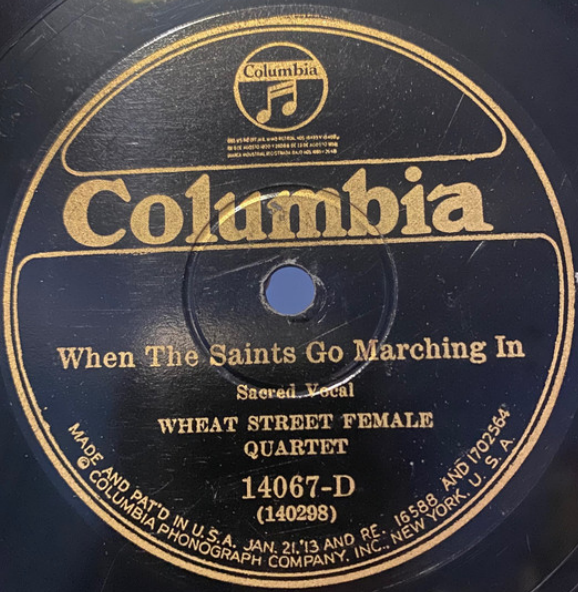 Columbia
Columbia
When The Saints Go Marching In
Sacred Vocal
WHEAT STREET FEMALE
QUARTET
14067-D
(140298)
MADE AND PAT'D IN U.S.A. JAN. 21,'13 AND RE. 16588 AND 1702564
© COLUMBIA PHONOGRAPH COMPANY, INC., NEW YORK, U. S. A.